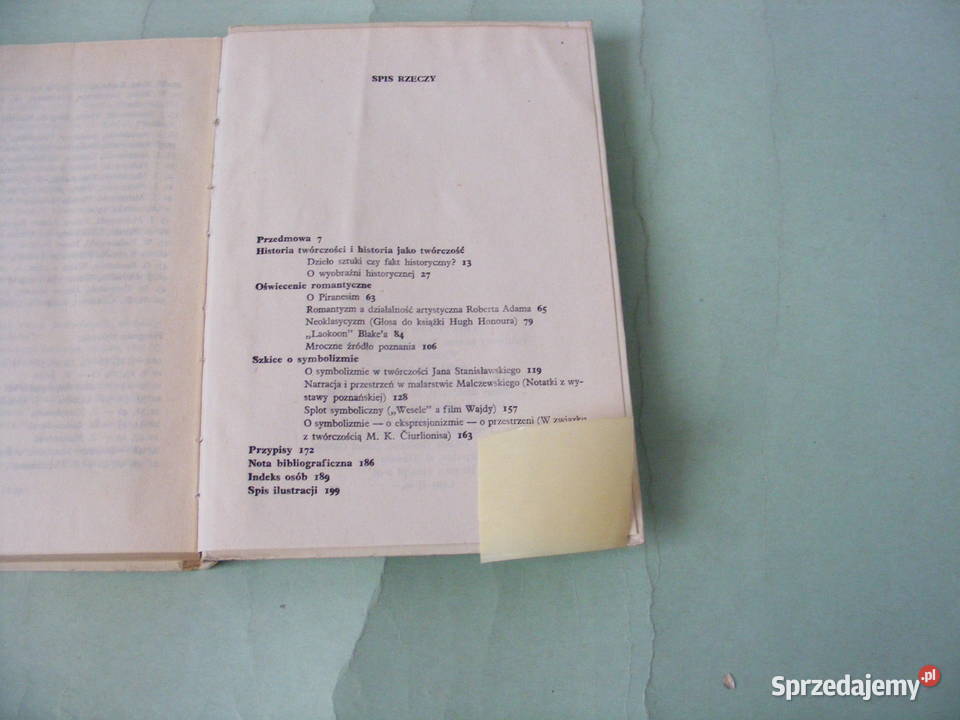 SPIS RZECZY
Przedmowa 7
Historia twórczości i historia jako twórczość
Dzieło sztuki czy fakt historyczny? 13
O wyobraźni historycznej 27
Oświecenie romantyczne
O Piranesim 63
Romantyzm a działalność artystyczna Roberta Adama 65
Neoklasycyzm (Glosa do książki Hugh Honoura) 79
„Laokoon” Blake'a 84
Mroczne źródło poznania 106
Szkice o symbolizmie
O symbolizmie w twórczości Jana Stanisławskiego 119
Narracja i przestrzeń w malarstwie Malczewskiego (Notatki z wy-
stawy poznańskiej) 128
Splot symboliczny („Wesele” a film Wajdy) 157
O symbolizmie — o ekspresjonizmie — o przestrzeni (W związku
z twórczością M. K. Čiurlionisa) 163
Przypisy 172
Nota bibliograficzna 186
Indeks osób 189
Spis ilustracji 199
Sprzedajemy.pl